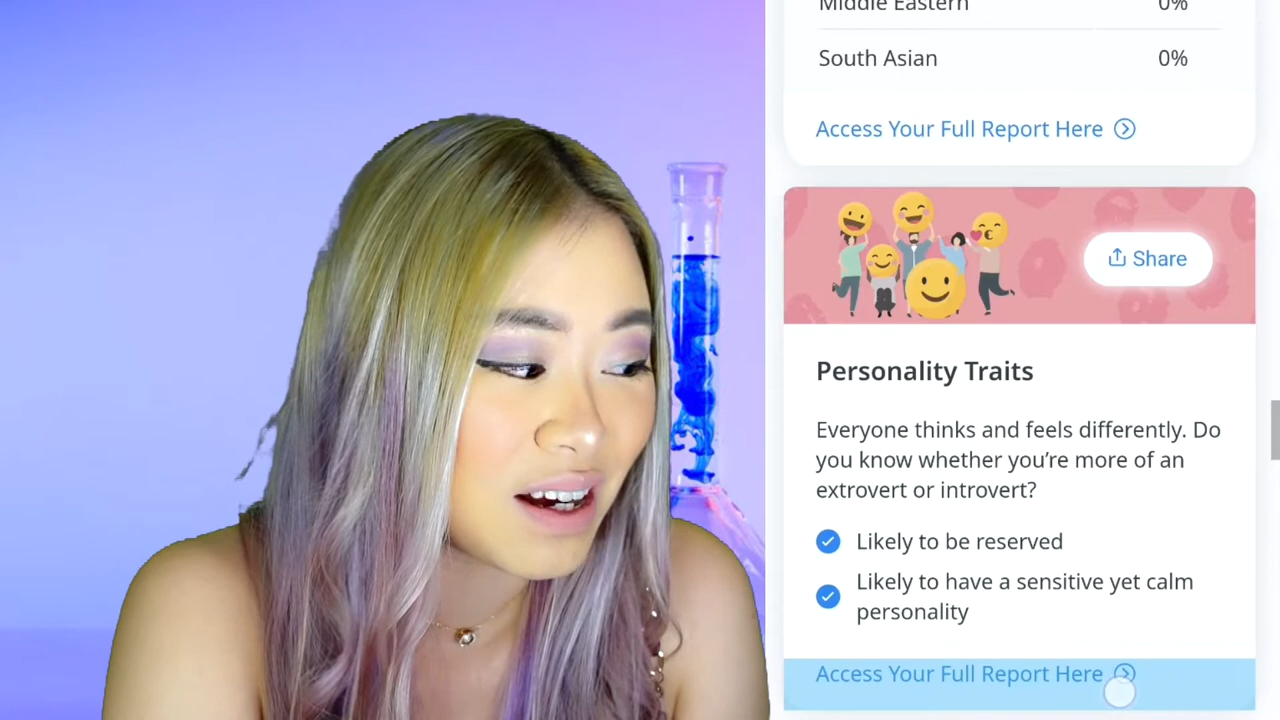 Middle Eastern 0%
South Asian 0%
Access Your Full Report Here
Share
Personality Traits
Everyone thinks and feels differently. Do
you know whether you’re more of an
extrovert or introvert?
Likely to be reserved
Likely to have a sensitive yet calm
personality
Access Your Full Report Here